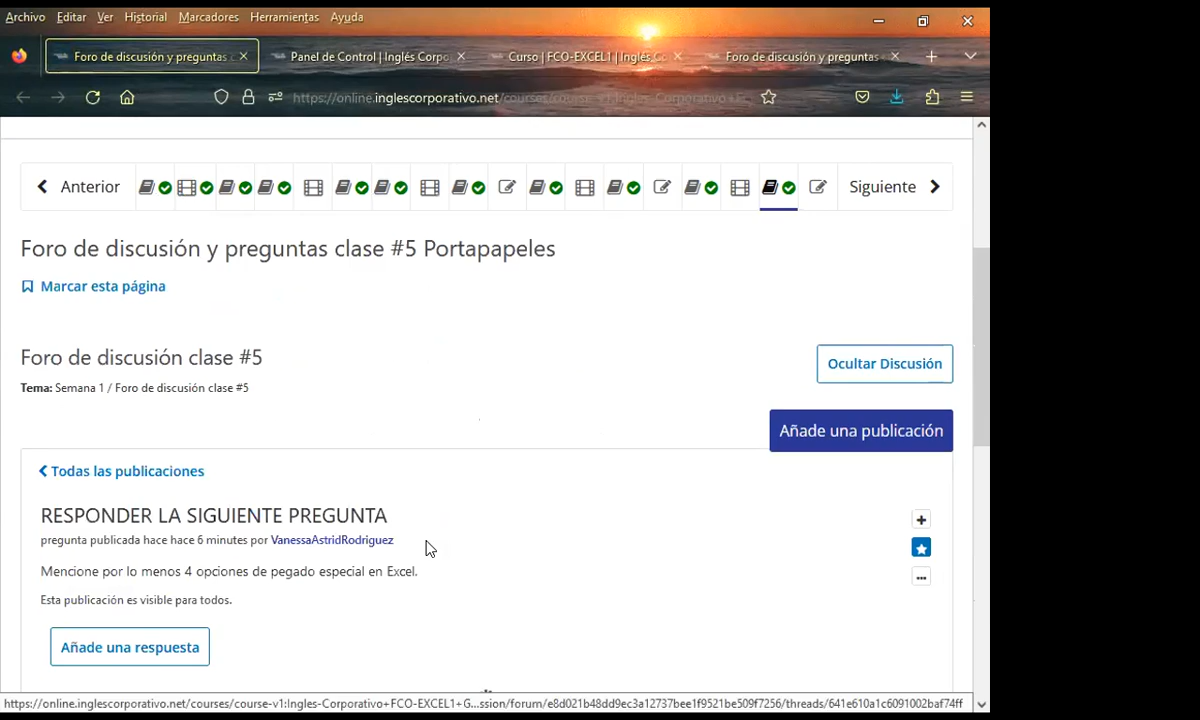 Archivo Editar Ver Historial Marcadores Herramientas Ayuda
Foro de discusión y preguntas c Panel de Control | Inglés Corpo Curso | FCO-EXCEL1 | Inglés Co Foro de discusión y preguntas
https://online.inglescorporativo.net/courses/course-v1:Ingles-Corporativo+
Anterior Siguiente
Foro de discusión y preguntas clase #5 Portapapeles
Marcar esta página
Foro de discusión clase #5
Ocultar Discusión
Tema: Semana 1 / Foro de discusión clase #5
Añade una publicación
Todas las publicaciones
RESPONDER LA SIGUIENTE PREGUNTA
pregunta publicada hace hace 6 minutes por VanessaAstridRodriguez
Mencione por lo menos 4 opciones de pegado especial en Excel.
Esta publicación es visible para todos.
Añade una respuesta
https://online.inglescorporativo.net/courses/course-v1:Ingles-Corporativo+FCO-EXCEL1+G...ssion/forum/e8d021b48dd9ec3a12737bee1f9521be509f7256/threads/641e610a1c6091002baf74ff